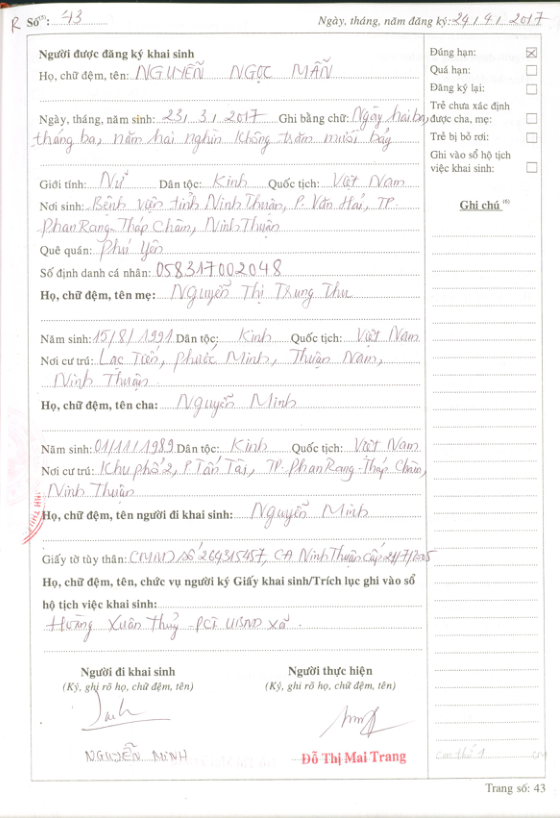 Số⁽⁵⁾: 43
Ngày, tháng, năm đăng ký: 24/4/2017
Người được đăng ký khai sinh
Họ, chữ đệm, tên: NGUYỄN NGỌC MẪN
Ngày, tháng, năm sinh: 23/3/2017 Ghi bằng chữ: Ngày hai ba,
tháng ba, năm hai nghìn không trăm mười bảy
Giới tính: Nữ Dân tộc: Kinh Quốc tịch: Việt Nam
Nơi sinh: Bệnh viện tỉnh Ninh Thuận, P. Văn Hải, TP.
Phan Rang-Tháp Chàm, Ninh Thuận
Quê quán: Phú Yên
Số định danh cá nhân: 058317002048
Họ, chữ đệm, tên mẹ: Nguyễn Thị Trung Thu
Năm sinh: 15/8/1991 Dân tộc: Kinh Quốc tịch: Việt Nam
Nơi cư trú: Lạc Tiến, Phước Minh, Thuận Nam,
Ninh Thuận
Họ, chữ đệm, tên cha: Nguyễn Minh
Năm sinh: 01/11/1989 Dân tộc: Kinh Quốc tịch: Việt Nam
Nơi cư trú: Khu phố 2, P. Tấn Tài, TP. Phan Rang-Tháp Chàm,
Ninh Thuận
Họ, chữ đệm, tên người đi khai sinh: Nguyễn Minh
Giấy tờ tùy thân: CMND số 264315457, CA Ninh Thuận cấp 21/7/2005
Họ, chữ đệm, tên, chức vụ người ký Giấy khai sinh/Trích lục ghi vào sổ
hộ tịch việc khai sinh:
Hoàng Xuân Thuỷ - PCT UBND xã
Người đi khai sinh
(Ký, ghi rõ họ, chữ đệm, tên)
NGUYỄN MINH
Người thực hiện
(Ký, ghi rõ họ, chữ đệm, tên)
Đỗ Thị Mai Trang
Đúng hạn: ☒
Quá hạn: ☐
Đăng ký lại: ☐
Trẻ chưa xác định
được cha, mẹ: ☐
Trẻ bị bỏ rơi: ☐
Ghi vào sổ hộ tịch
việc khai sinh: ☐
Ghi chú ⁽⁶⁾
Con thứ 1
Trang số: 43